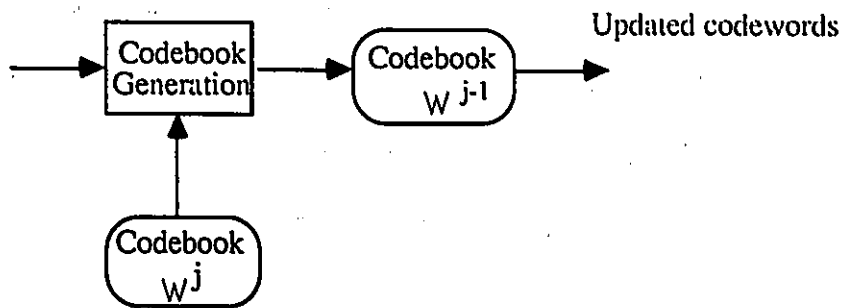 Updated codewords
Codebook
Generation
Codebook
W j-1
Codebook
W j